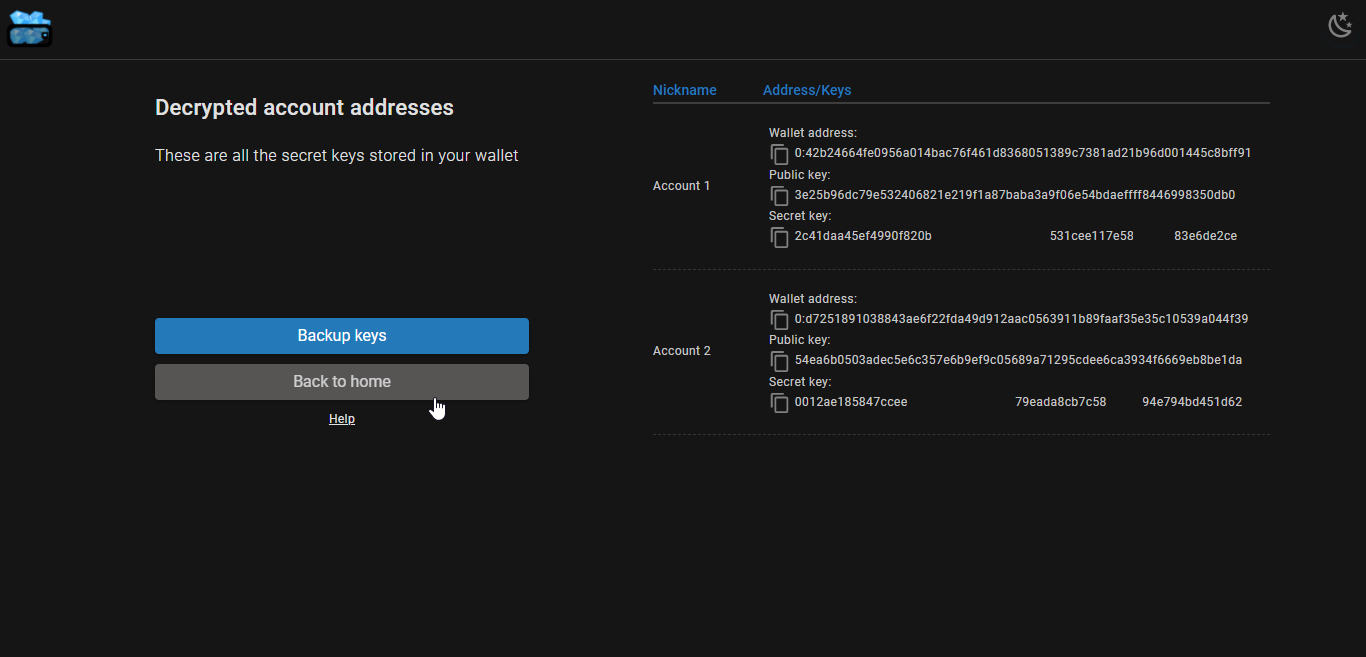 Decrypted account addresses
These are all the secret keys stored in your wallet
Backup keys
Back to home
Help
Nickname Address/Keys
Account 1
Wallet address:
0:42b24664fe0956a014bac76f461d8368051389c7381ad21b96d001445c8bff91
Public key:
3e25b96dc79e532406821e219f1a87baba3a9f06e54bdaeffff8446998350db0
Secret key:
2c41daa45ef4990f820b 531cee117e58 83e6de2ce
Account 2
Wallet address:
0:d7251891038843ae6f22fda49d912aac0563911b89faaf35e35c10539a044f39
Public key:
54ea6b0503adec5e6c357e6b9ef9c05689a71295cdee6ca3934f6669eb8be1da
Secret key:
0012ae185847ccee 79eada8cb7c58 94e794bd451d62